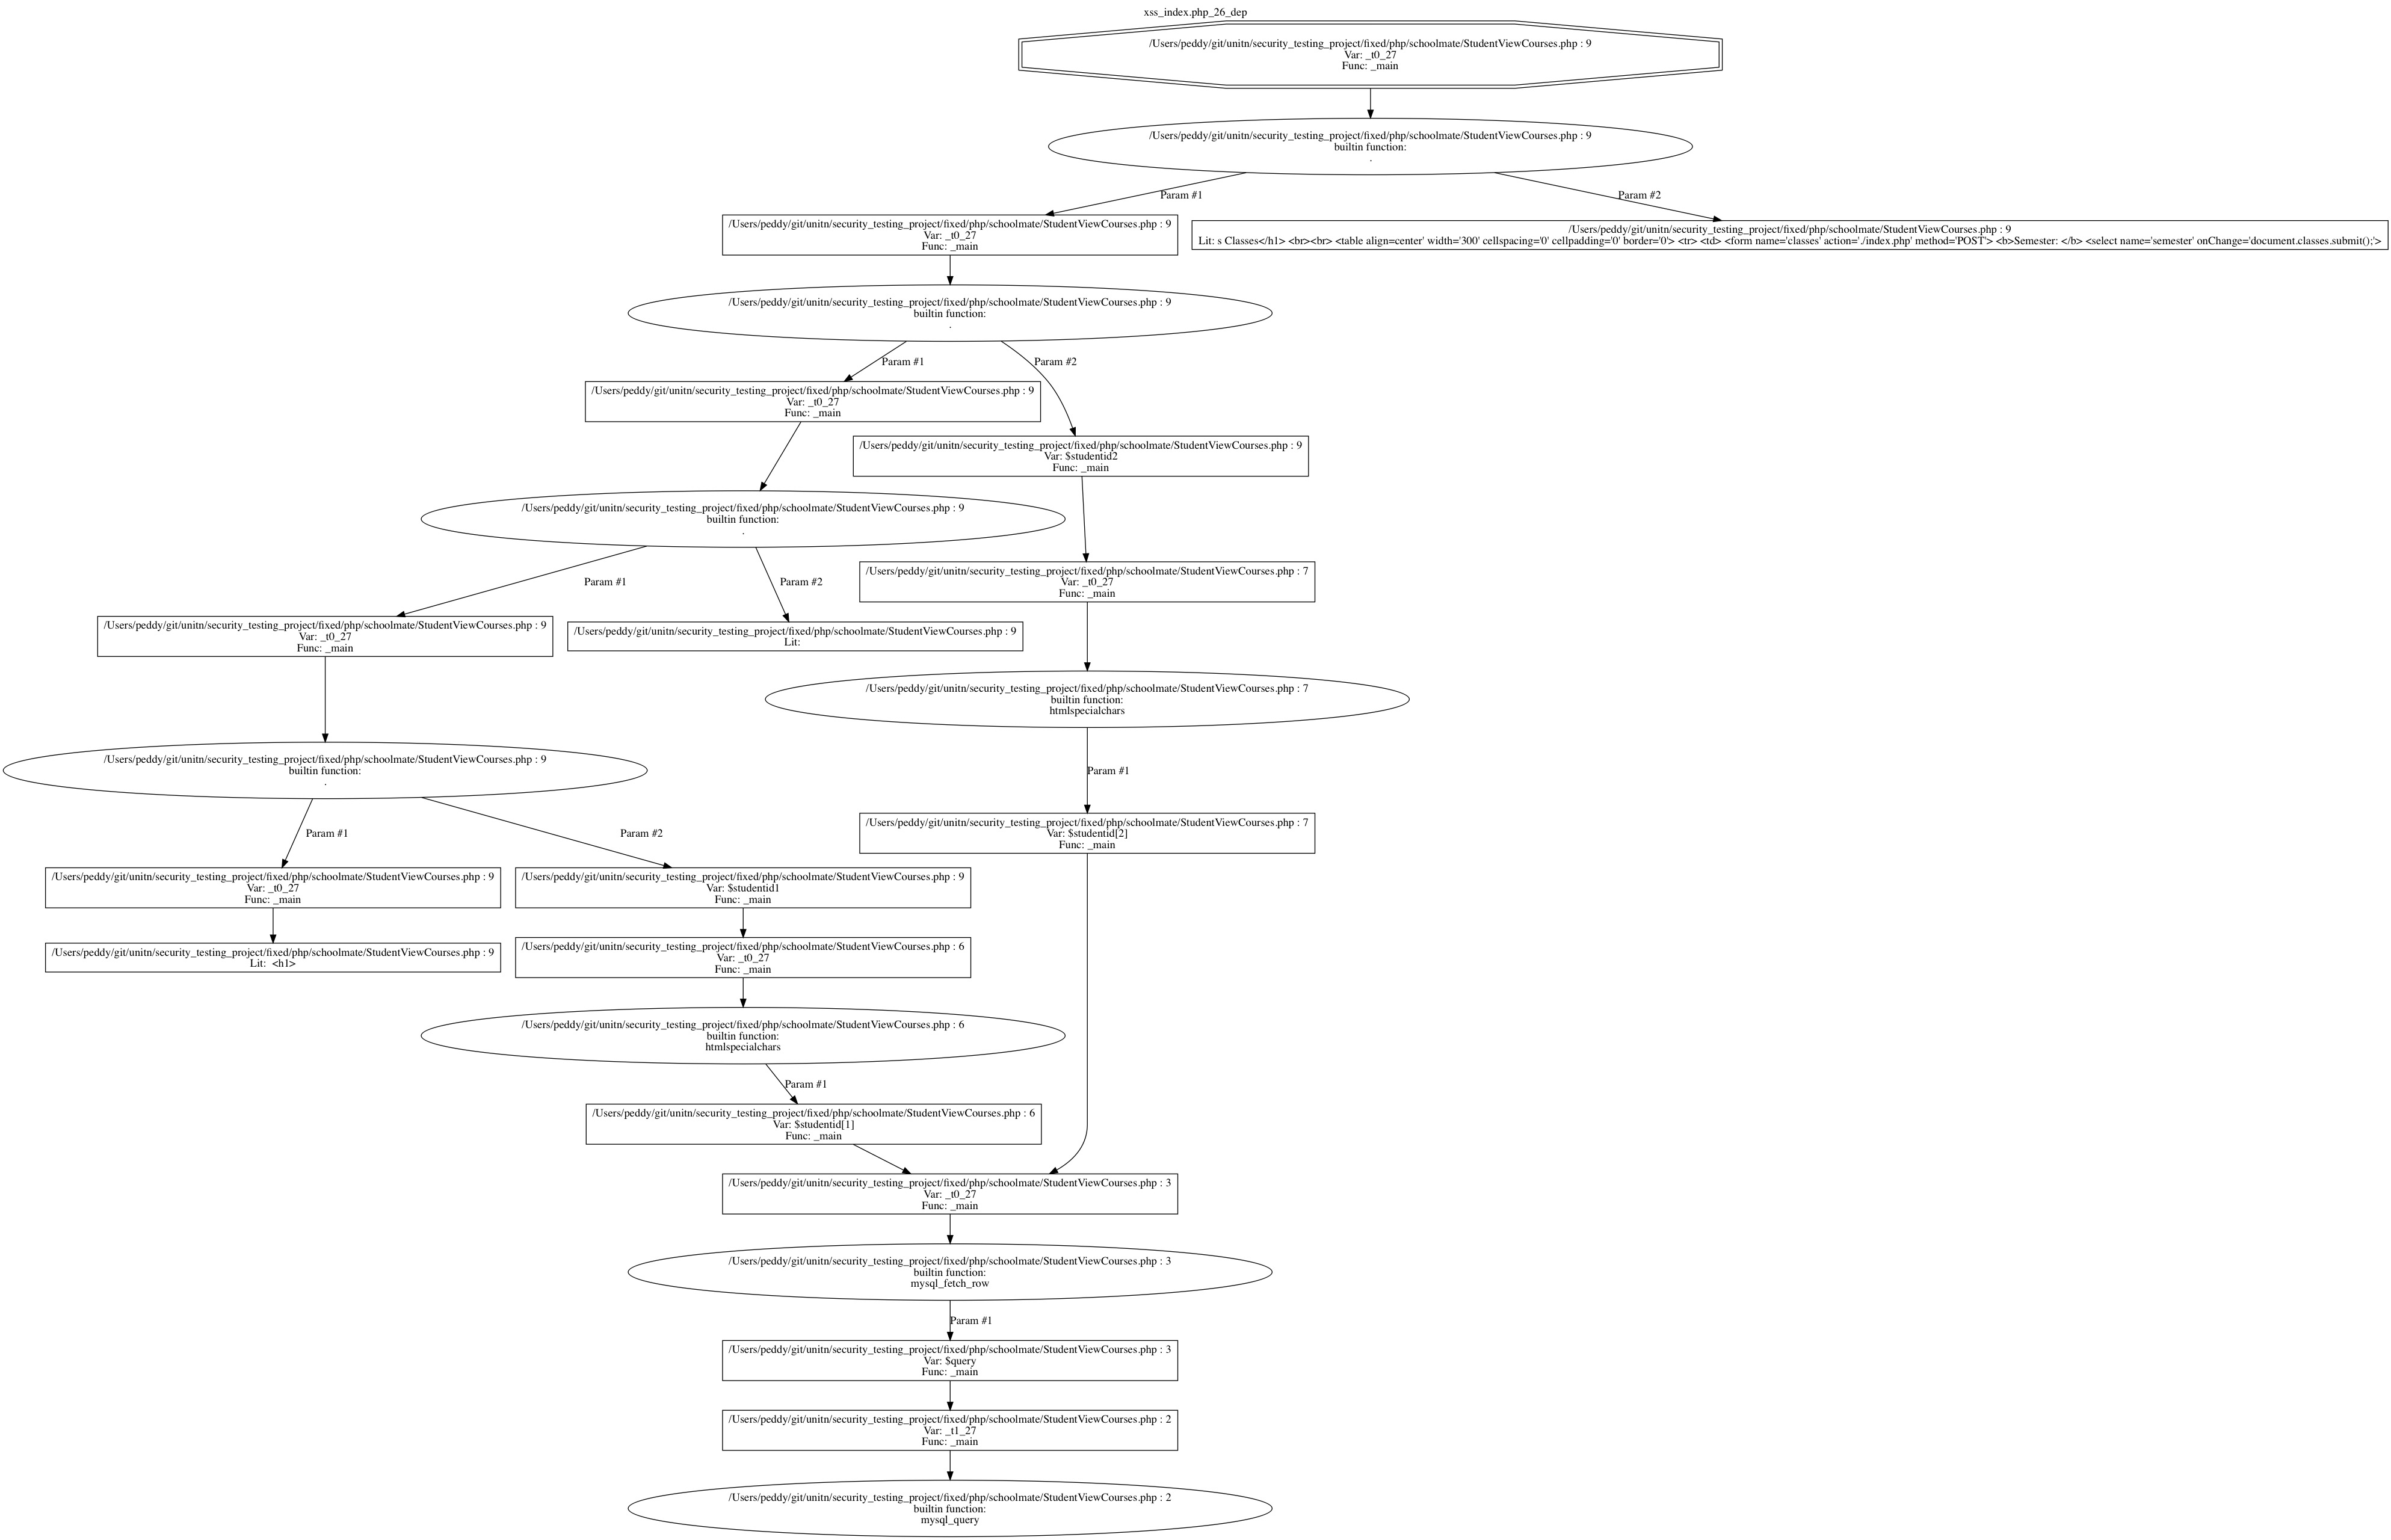 xss_index.php_26_dep
/Users/peddy/git/unitn/security_testing_project/fixed/php/schoolmate/StudentViewCourses.php : 9
Var: _t0_27
Func: _main
/Users/peddy/git/unitn/security_testing_project/fixed/php/schoolmate/StudentViewCourses.php : 9
builtin function:
.
Param #1
Param #2
/Users/peddy/git/unitn/security_testing_project/fixed/php/schoolmate/StudentViewCourses.php : 9
Var: _t0_27
Func: _main
/Users/peddy/git/unitn/security_testing_project/fixed/php/schoolmate/StudentViewCourses.php : 9
Lit: s Classes</h1> <br><br> <table align=center' width='300' cellspacing='0' cellpadding='0' border='0'> <tr> <td> <form name='classes' action='./index.php' method='POST'> <b>Semester: </b> <select name='semester' onChange='document.classes.submit();'>
/Users/peddy/git/unitn/security_testing_project/fixed/php/schoolmate/StudentViewCourses.php : 9
builtin function:
.
Param #1
Param #2
/Users/peddy/git/unitn/security_testing_project/fixed/php/schoolmate/StudentViewCourses.php : 9
Var: _t0_27
Func: _main
/Users/peddy/git/unitn/security_testing_project/fixed/php/schoolmate/StudentViewCourses.php : 9
Var: $studentid2
Func: _main
/Users/peddy/git/unitn/security_testing_project/fixed/php/schoolmate/StudentViewCourses.php : 9
builtin function:
.
Param #1
Param #2
/Users/peddy/git/unitn/security_testing_project/fixed/php/schoolmate/StudentViewCourses.php : 7
Var: _t0_27
Func: _main
/Users/peddy/git/unitn/security_testing_project/fixed/php/schoolmate/StudentViewCourses.php : 9
Var: _t0_27
Func: _main
/Users/peddy/git/unitn/security_testing_project/fixed/php/schoolmate/StudentViewCourses.php : 9
Lit:
/Users/peddy/git/unitn/security_testing_project/fixed/php/schoolmate/StudentViewCourses.php : 7
builtin function:
htmlspecialchars
/Users/peddy/git/unitn/security_testing_project/fixed/php/schoolmate/StudentViewCourses.php : 9
builtin function:
.
Param #1
Param #1
Param #2
/Users/peddy/git/unitn/security_testing_project/fixed/php/schoolmate/StudentViewCourses.php : 7
Var: $studentid[2]
Func: _main
/Users/peddy/git/unitn/security_testing_project/fixed/php/schoolmate/StudentViewCourses.php : 9
Var: _t0_27
Func: _main
/Users/peddy/git/unitn/security_testing_project/fixed/php/schoolmate/StudentViewCourses.php : 9
Var: $studentid1
Func: _main
/Users/peddy/git/unitn/security_testing_project/fixed/php/schoolmate/StudentViewCourses.php : 9
Lit:  <h1>
/Users/peddy/git/unitn/security_testing_project/fixed/php/schoolmate/StudentViewCourses.php : 6
Var: _t0_27
Func: _main
/Users/peddy/git/unitn/security_testing_project/fixed/php/schoolmate/StudentViewCourses.php : 6
builtin function:
htmlspecialchars
Param #1
/Users/peddy/git/unitn/security_testing_project/fixed/php/schoolmate/StudentViewCourses.php : 6
Var: $studentid[1]
Func: _main
/Users/peddy/git/unitn/security_testing_project/fixed/php/schoolmate/StudentViewCourses.php : 3
Var: _t0_27
Func: _main
/Users/peddy/git/unitn/security_testing_project/fixed/php/schoolmate/StudentViewCourses.php : 3
builtin function:
mysql_fetch_row
Param #1
/Users/peddy/git/unitn/security_testing_project/fixed/php/schoolmate/StudentViewCourses.php : 3
Var: $query
Func: _main
/Users/peddy/git/unitn/security_testing_project/fixed/php/schoolmate/StudentViewCourses.php : 2
Var: _t1_27
Func: _main
/Users/peddy/git/unitn/security_testing_project/fixed/php/schoolmate/StudentViewCourses.php : 2
builtin function:
mysql_query